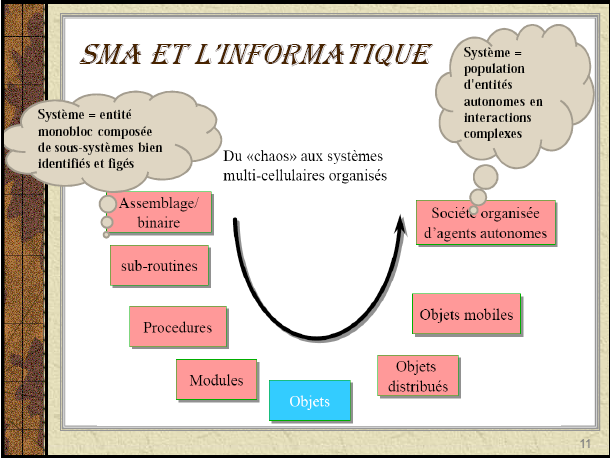 SMA ET L'INFORMATIQUE
Système =
population
d'entités
autonomes en
interactions
complexes
Système = entité
monobloc composée
de sous-systèmes bien
identifiés et figés
Du «chaos» aux systèmes
multi-cellulaires organisés
Assemblage/
binaire
Société organisée
d'agents autonomes
sub-routines
Procedures
Objets mobiles
Modules
Objets
distribués
Objets
11